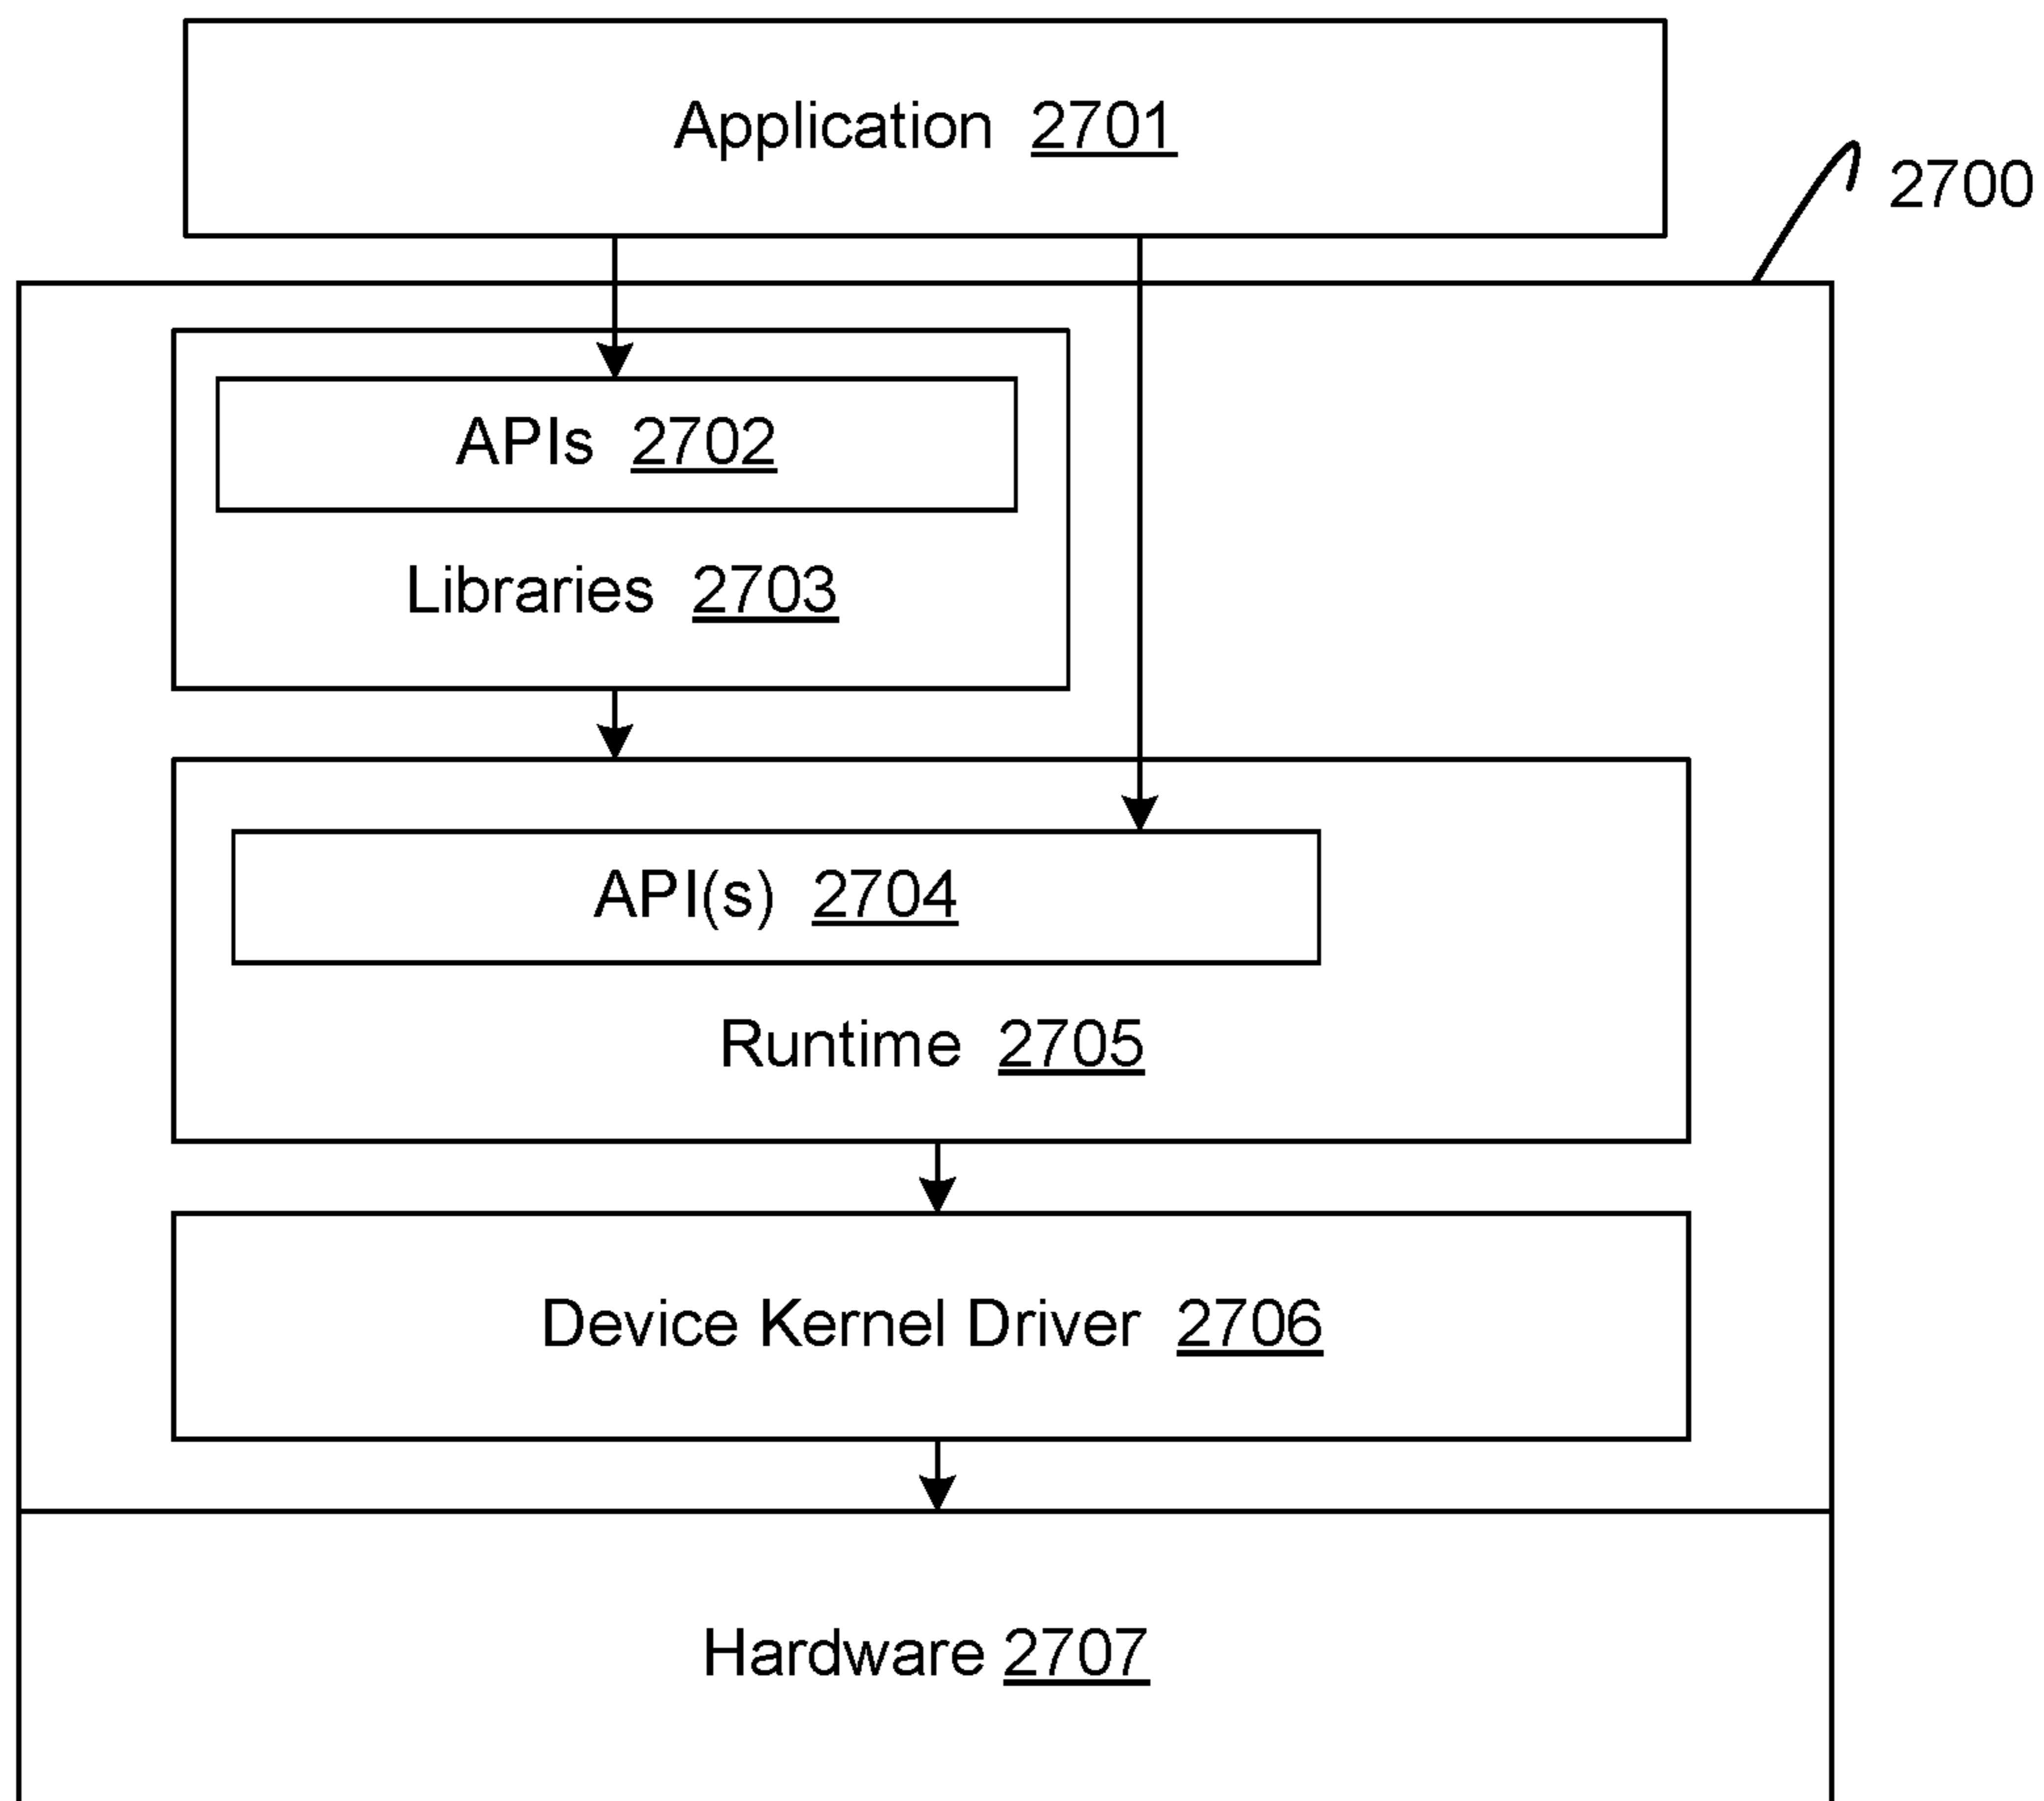 Application 2701
2700
APIs 2702
Libraries 2703
API(s) 2704
Runtime 2705
Device Kernel Driver 2706
Hardware 2707